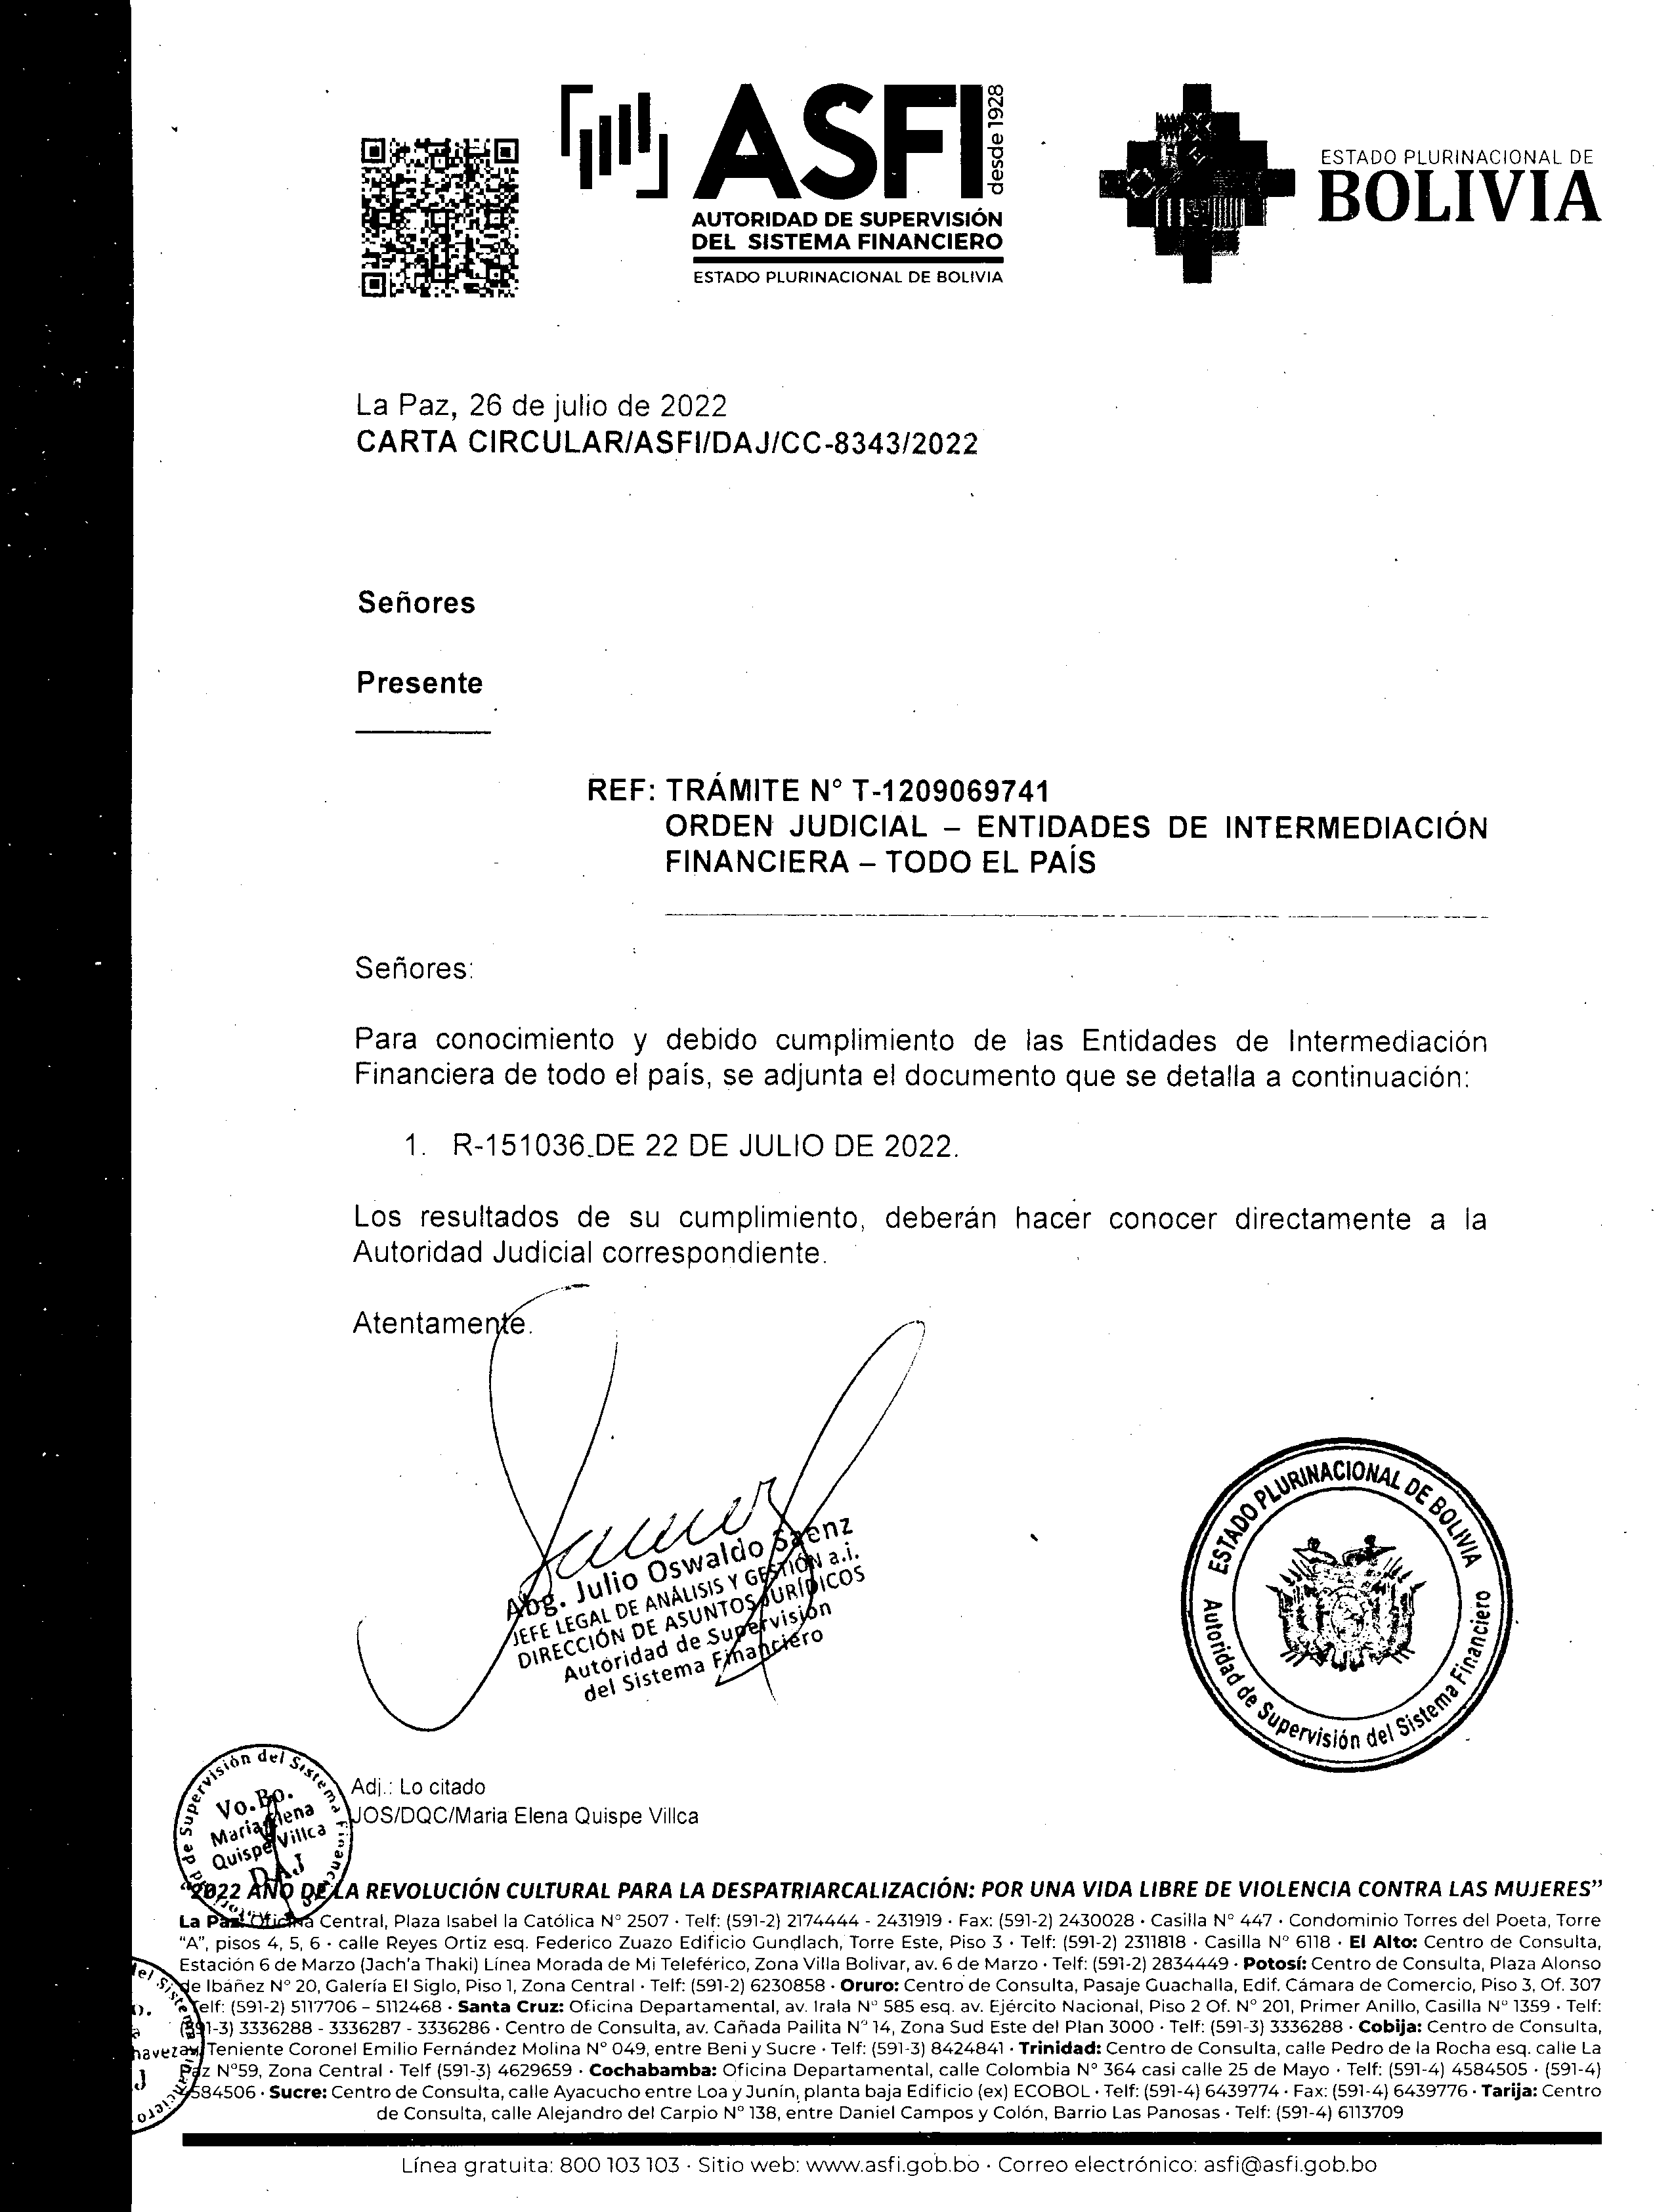 ASFI
desde 1928
AUTORIDAD DE SUPERVISIÓN
DEL SISTEMA FINANCIERO
ESTADO PLURINACIONAL DE BOLIVIA
ESTADO PLURINACIONAL DE
BOLIVIA
La Paz, 26 de julio de 2022
CARTA CIRCULAR/ASFI/DAJ/CC-8343/2022
Señores
Presente
REF: TRÁMITE N° T-1209069741
ORDEN JUDICIAL – ENTIDADES DE INTERMEDIACIÓN
FINANCIERA – TODO EL PAÍS
Señores:
Para conocimiento y debido cumplimiento de las Entidades de Intermediación
Financiera de todo el país, se adjunta el documento que se detalla a continuación:
1. R-151036 DE 22 DE JULIO DE 2022.
Los resultados de su cumplimiento, deberán hacer conocer directamente a la
Autoridad Judicial correspondiente.
Atentamente.
Abg. Julio Oswaldo Saenz
JEFE LEGAL DE ANÁLISIS Y GESTIÓN a.i.
DIRECCIÓN DE ASUNTOS JURÍDICOS
Autoridad de Supervisión
del Sistema Financiero
ESTADO PLURINACIONAL DE BOLIVIA
Autoridad de Supervisión del Sistema Financiero
Adj.: Lo citado
JOS/DQC/Maria Elena Quispe Villca
Supervisión del Sistema
Vo.Bo.
Maria Elena
Quispe Villca
DAJ
"2022 AÑO DE LA REVOLUCIÓN CULTURAL PARA LA DESPATRIARCALIZACIÓN: POR UNA VIDA LIBRE DE VIOLENCIA CONTRA LAS MUJERES"
La Paz: Oficina Central, Plaza Isabel la Católica N° 2507 · Telf: (591-2) 2174444 - 2431919 · Fax: (591-2) 2430028 · Casilla N° 447 · Condominio Torres del Poeta, Torre
"A", pisos 4, 5, 6 · calle Reyes Ortiz esq. Federico Zuazo Edificio Gundlach, Torre Este, Piso 3 · Telf: (591-2) 2311818 · Casilla N° 6118 · El Alto: Centro de Consulta,
Estación 6 de Marzo (Jach'a Thaki) Línea Morada de Mi Teleférico, Zona Villa Bolivar, av. 6 de Marzo · Telf: (591-2) 2834449 · Potosí: Centro de Consulta, Plaza Alonso
de Ibáñez N° 20, Galería El Siglo, Piso 1, Zona Central · Telf: (591-2) 6230858 · Oruro: Centro de Consulta, Pasaje Guachalla, Edif. Cámara de Comercio, Piso 3, Of. 307
Telf: (591-2) 5117706 – 5112468 · Santa Cruz: Oficina Departamental, av. Irala N° 585 esq. av. Ejército Nacional, Piso 2 Of. N° 201, Primer Anillo, Casilla N° 1359 · Telf:
(591-3) 3336288 - 3336287 - 3336286 · Centro de Consulta, av. Cañada Pailita N° 14, Zona Sud Este del Plan 3000 · Telf: (591-3) 3336288 · Cobija: Centro de Consulta,
Teniente Coronel Emilio Fernández Molina N° 049, entre Beni y Sucre · Telf: (591-3) 8424841 · Trinidad: Centro de Consulta, calle Pedro de la Rocha esq. calle La
Paz N°59, Zona Central · Telf (591-3) 4629659 · Cochabamba: Oficina Departamental, calle Colombia N° 364 casi calle 25 de Mayo · Telf: (591-4) 4584505 · (591-4)
4584506 · Sucre: Centro de Consulta, calle Ayacucho entre Loa y Junín, planta baja Edificio (ex) ECOBOL · Telf: (591-4) 6439774 · Fax: (591-4) 6439776 · Tarija: Centro
de Consulta, calle Alejandro del Carpio N° 138, entre Daniel Campos y Colón, Barrio Las Panosas · Telf: (591-4) 6113709
Línea gratuita: 800 103 103 · Sitio web: www.asfi.gob.bo · Correo electrónico: asfi@asfi.gob.bo